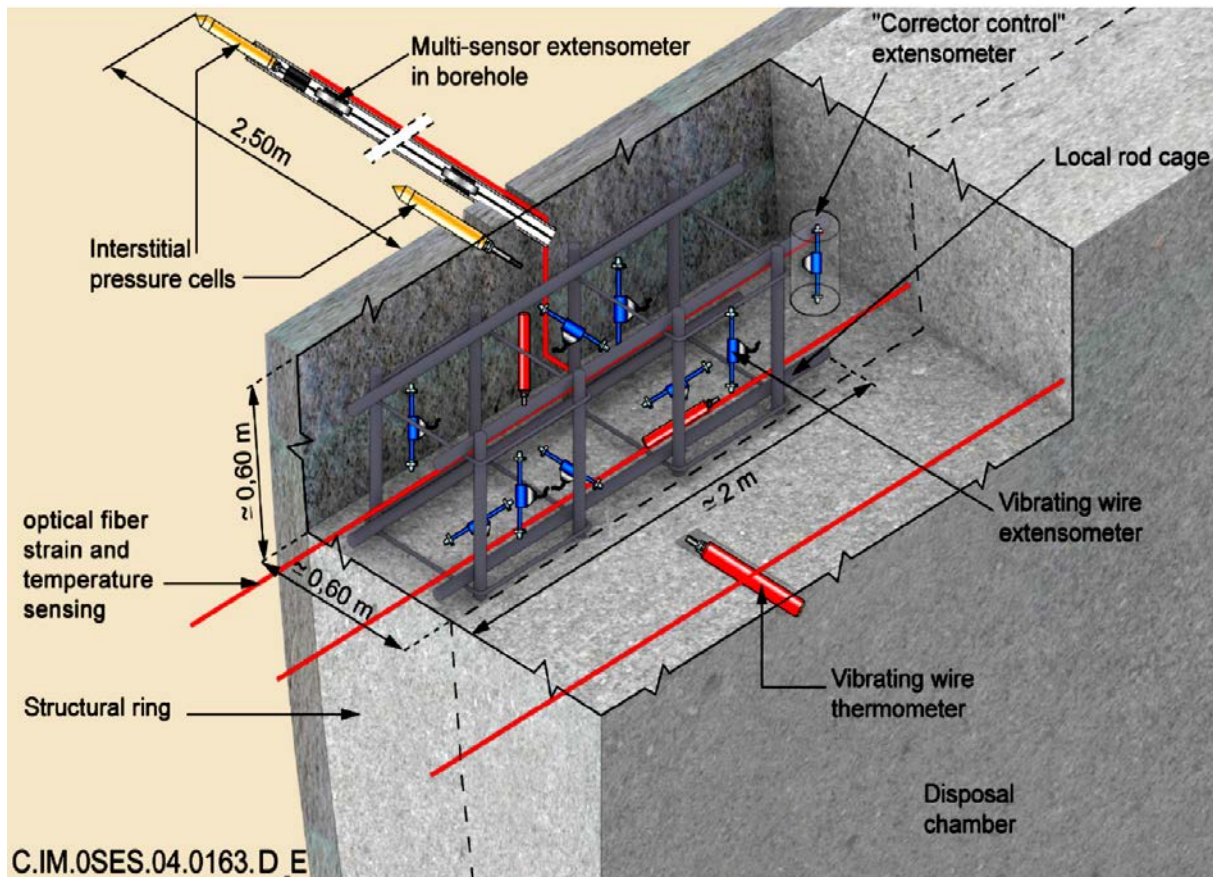 "Corrector control"
extensometer
Multi-sensor extensometer
in borehole
2,50m
Local rod cage
Interstitial
pressure cells
≃0,60 m
≃ 2 m
Vibrating wire
extensometer
optical fiber
strain and
temperature
sensing
≃ 0,60 m
Structural ring
Vibrating wire
thermometer
Disposal
chamber
C.IM.0SES.04.0163.D_E